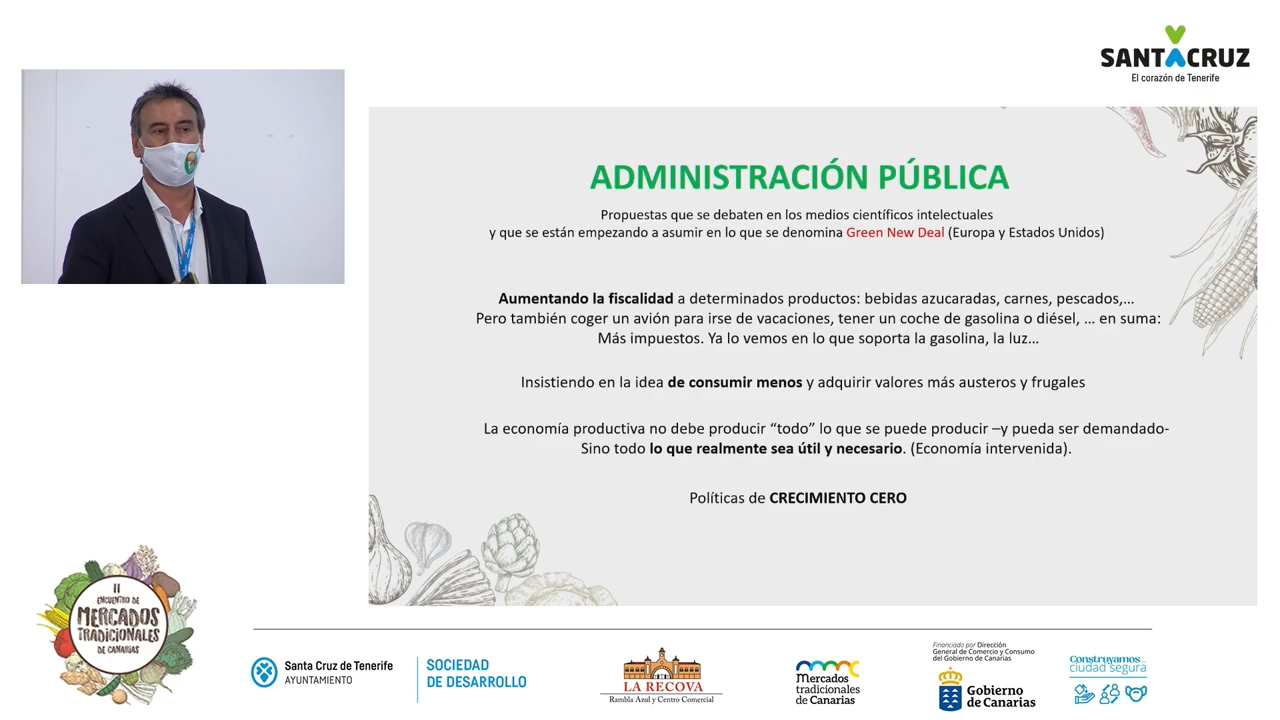 SANTACRUZ
El corazón de Tenerife
ADMINISTRACIÓN PÚBLICA
Propuestas que se debaten en los medios científicos intelectuales
y que se están empezando a asumir en lo que se denomina Green New Deal (Europa y Estados Unidos)
Aumentando la fiscalidad a determinados productos: bebidas azucaradas, carnes, pescados,...
Pero también coger un avión para irse de vacaciones, tener un coche de gasolina o diésel, ... en suma:
Más impuestos. Ya lo vemos en lo que soporta la gasolina, la luz...
Insistiendo en la idea de consumir menos y adquirir valores más austeros y frugales
La economía productiva no debe producir “todo” lo que se puede producir –y pueda ser demandado-
Sino todo lo que realmente sea útil y necesario. (Economía intervenida).
Políticas de CRECIMIENTO CERO
II
ENCUENTRO DE
MERCADOS
TRADICIONALES
DE CANARIAS
Santa Cruz de Tenerife
AYUNTAMIENTO
SOCIEDAD
DE DESARROLLO
LA RECOVA
Rambla Azul y Centro Comercial
Mercados
tradicionales
de Canarias
Financiado por Dirección
General de Comercio y Consumo
del Gobierno de Canarias
Gobierno
de Canarias
Construyamos...
ciudad segura